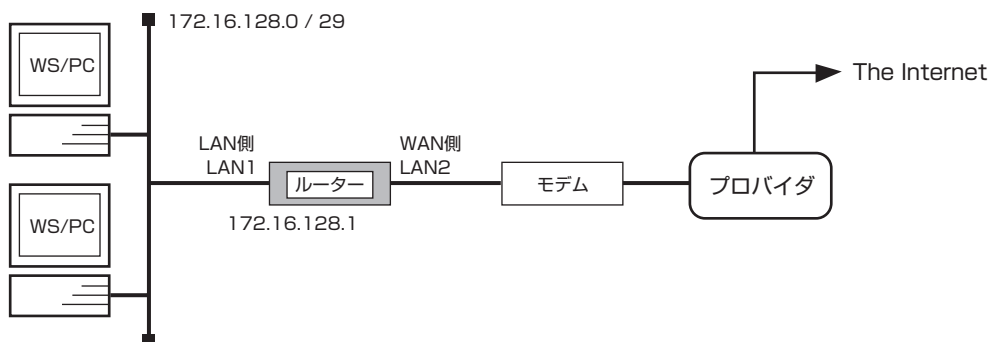 172.16.128.0 / 29
WS/PC
The Internet
LAN側
LAN1
WAN側
LAN2
ルーター
モデム
プロバイダ
172.16.128.1
WS/PC